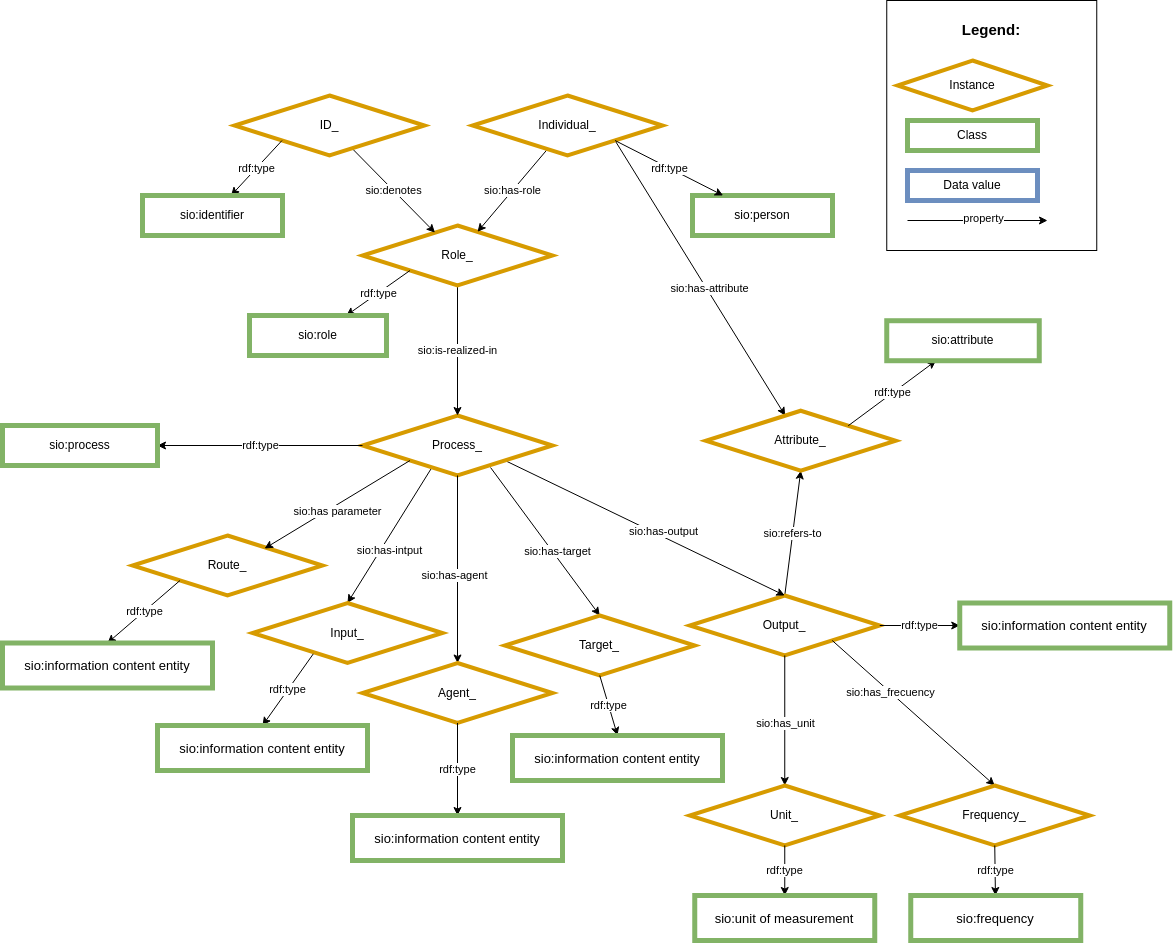 Legend:
Instance
Class
Data value
property
ID_
Individual_
rdf:type
rdf:type
sio:denotes
sio:has-role
sio:identifier
sio:person
Role_
rdf:type
sio:has-attribute
sio:role
sio:is-realized-in
sio:attribute
rdf:type
sio:process
rdf:type
Process_
Attribute_
sio:has parameter
sio:has-intput
sio:has-agent
sio:has-target
sio:has-output
sio:refers-to
Route_
rdf:type
Input_
Target_
Output_
rdf:type
sio:information content entity
sio:information content entity
rdf:type
Agent_
rdf:type
sio:has_frecuency
sio:has_unit
sio:information content entity
sio:information content entity
rdf:type
sio:information content entity
Unit_
Frequency_
rdf:type
rdf:type
sio:unit of measurement
sio:frequency